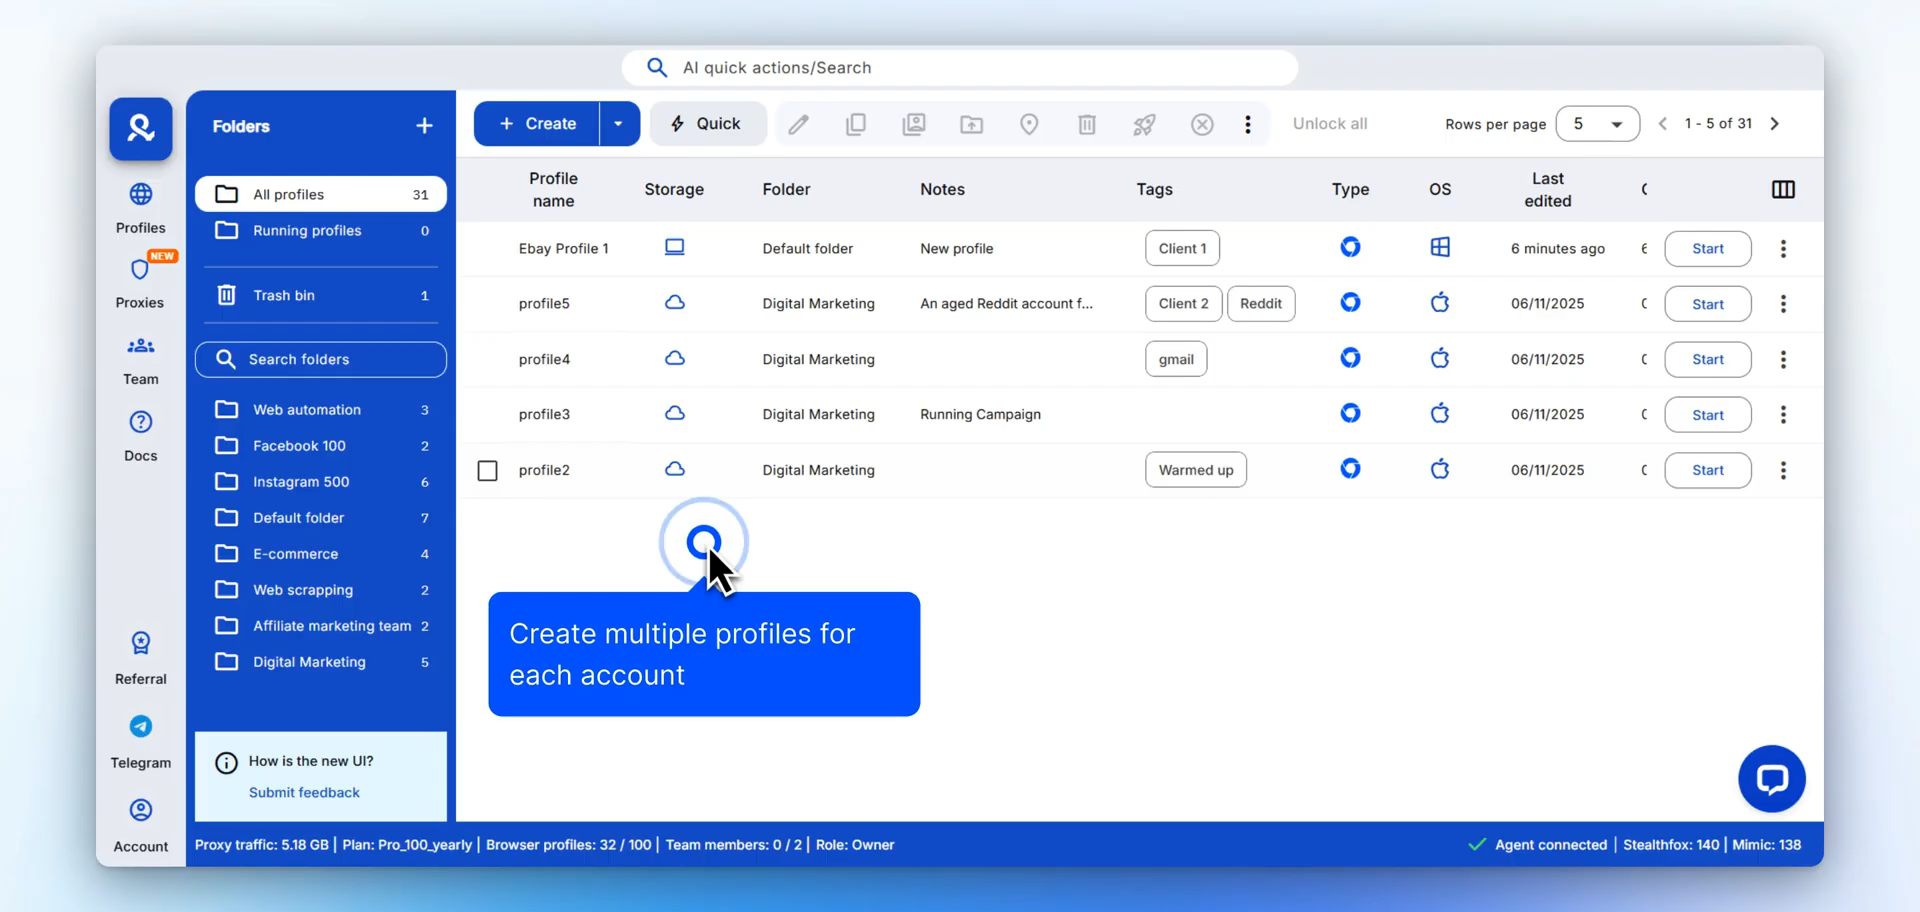 AI quick actions/Search
Folders
+ Create
Quick
Unlock all
Rows per page
5
1 - 5 of 31
Profiles
NEW
Proxies
Team
Docs
Referral
Telegram
Account
All profiles 31
Running profiles 0
Trash bin 1
Search folders
Web automation 3
Facebook 100 2
Instagram 500 6
Default folder 7
E-commerce 4
Web scrapping 2
Affiliate marketing team 2
Digital Marketing 5
How is the new UI?
Submit feedback
Profile name
Storage
Folder
Notes
Tags
Type
OS
Last edited
Ebay Profile 1 Default folder New profile Client 1 6 minutes ago 6 Start
profile5 Digital Marketing An aged Reddit account f... Client 2 Reddit 06/11/2025 Start
profile4 Digital Marketing gmail 06/11/2025 Start
profile3 Digital Marketing Running Campaign 06/11/2025 Start
profile2 Digital Marketing Warmed up 06/11/2025 Start
Create multiple profiles for
each account
Proxy traffic: 5.18 GB | Plan: Pro_100_yearly | Browser profiles: 32 / 100 | Team members: 0 / 2 | Role: Owner
Agent connected | Stealthfox: 140 | Mimic: 138